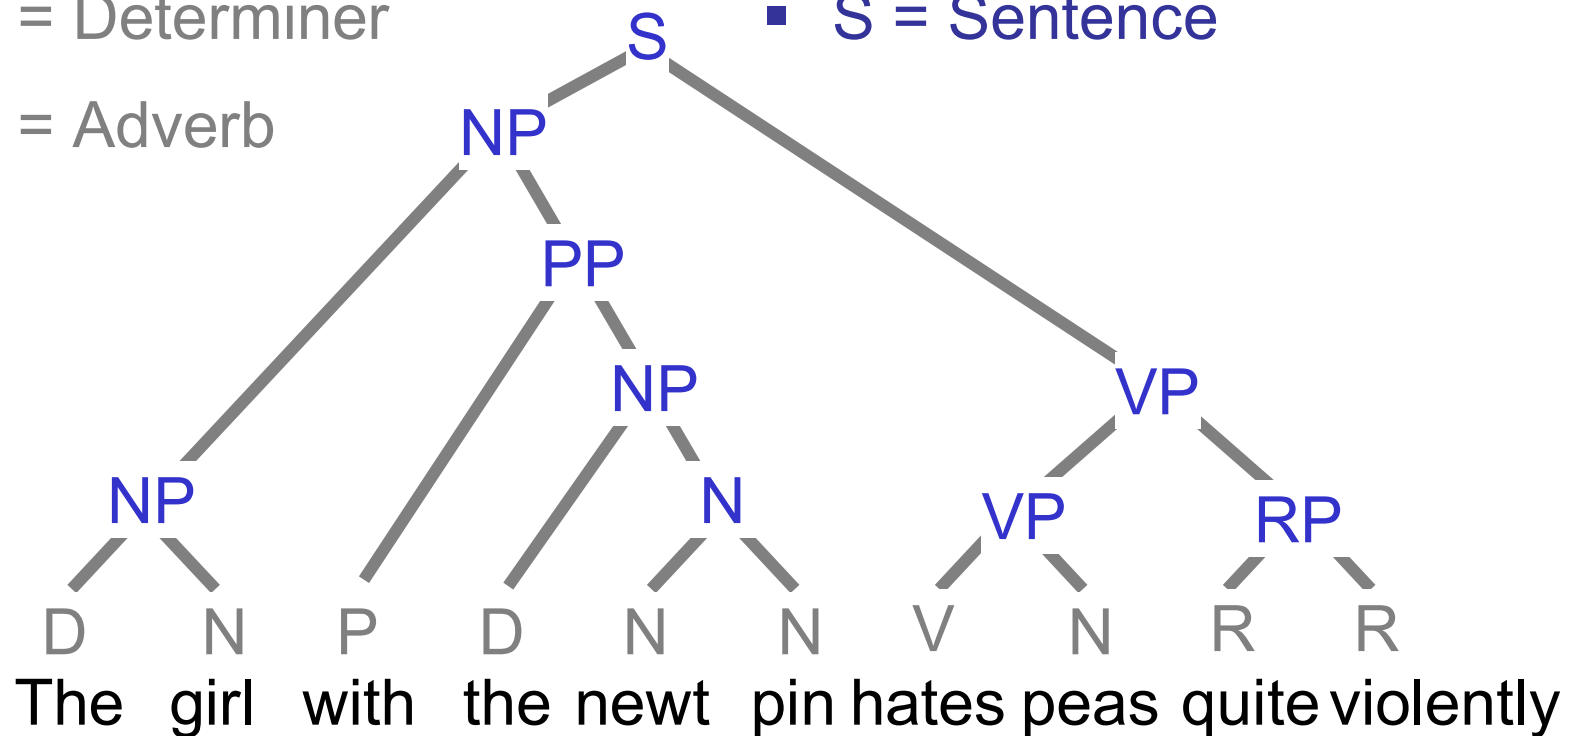 = Determiner ▪ S = Sentence
S
= Adverb
NP
PP
NP
VP
NP N VP RP
D N P D N N V N R R
The girl with the newt pin hates peas quite violently